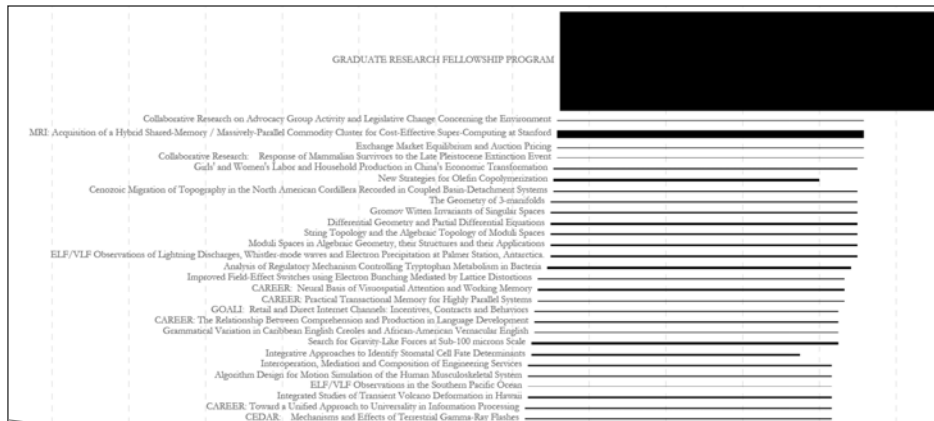 GRADUATE RESEARCH FELLOWSHIP PROGRAM
Collaborative Research on Advocacy Group Activity and Legislative Change Concerning the Environment
MRI: Acquisition of a Hybrid Shared-Memory / Massively-Parallel Commodity Cluster for Cost-Effective Super-Computing at Stanford
Exchange Market Equilibrium and Auction Pricing
Collaborative Research: Response of Mammalian Survivors to the Late Pleistocene Extinction Event
Girls' and Women's Labor and Household Production in China's Economic Transformation
New Strategies for Olefin Copolymerization
Cenozoic Migration of Topography in the North American Cordillera Recorded in Coupled Basin-Detachment Systems
The Geometry of 3-manifolds
Gromov Witten Invariants of Singular Spaces
Differential Geometry and Partial Differential Equations
String Topology and the Algebraic Topology of Moduli Spaces
Moduli Spaces in Algebraic Geometry, their Structures and their Applications
ELF/VLF Observations of Lightning Discharges, Whistler-mode waves and Electron Precipitation at Palmer Station, Antarctica.
Analysis of Regulatory Mechanism Controlling Tryptophan Metabolism in Bacteria
Improved Field-Effect Switches using Electron Bunching Mediated by Lattice Distortions
CAREER: Neural Basis of Visuospatial Attention and Working Memory
CAREER: Practical Transactional Memory for Highly Parallel Systems
GOALI: Retail and Direct Internet Channels: Incentives, Contracts and Behaviors
CAREER: The Relationship Between Comprehension and Production in Language Development
Grammatical Variation in Caribbean English Creoles and African-American Vernacular English
Search for Gravity-Like Forces at Sub-100 microns Scale
Integrative Approaches to Identify Stomatal Cell Fate Determinants
Interoperation, Mediation and Composition of Engineering Services
Algorithm Design for Motion Simulation of the Human Musculoskeletal System
ELF/VLF Observations in the Southern Pacific Ocean
Integrated Studies of Transient Volcano Deformation in Hawaii
CAREER: Toward a Unified Approach to Universality in Information Processing
CEDAR: Mechanisms and Effects of Terrestrial Gamma-Ray Flashes